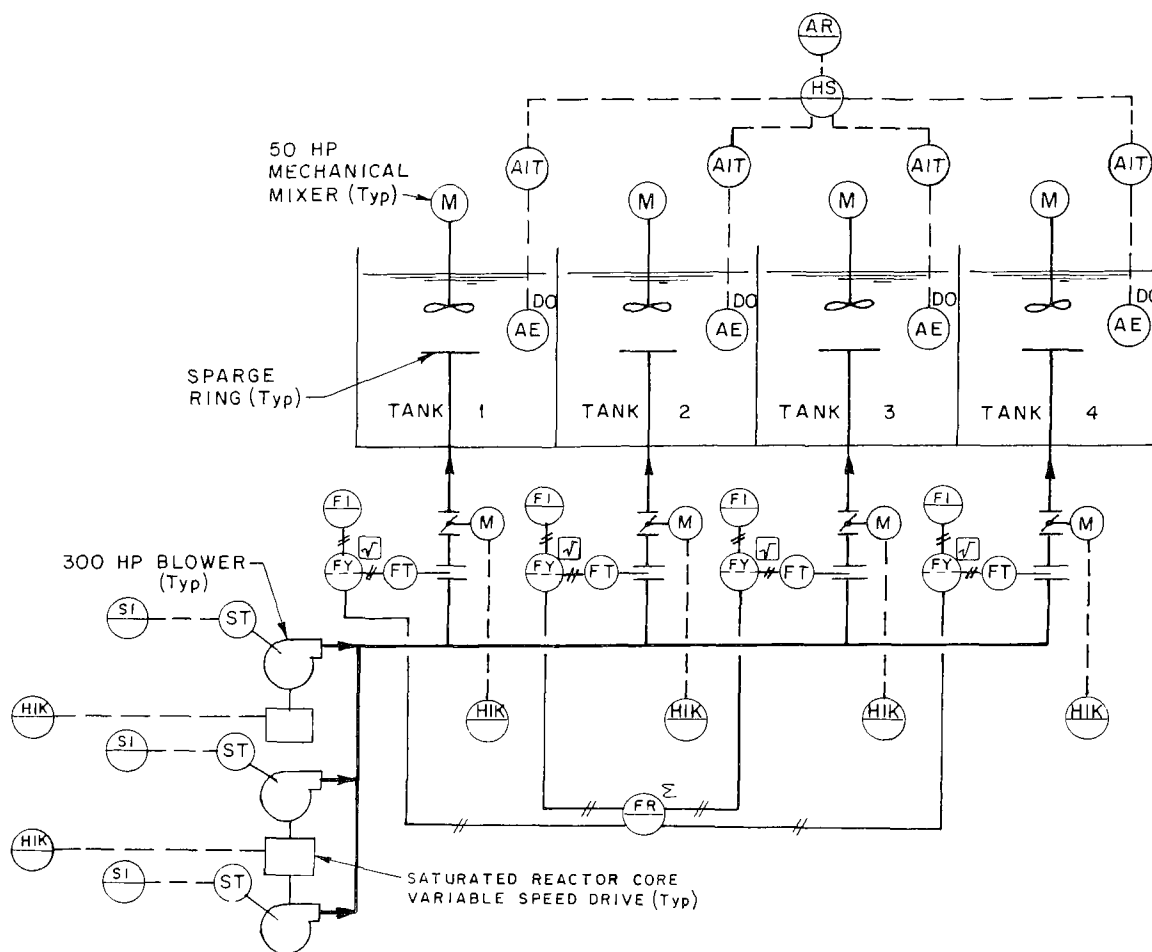 AR
HS
50 HP
MECHANICAL
MIXER (Typ)
AIT
AIT
AIT
AIT
M
M
M
M
DO
DO
DO
DO
AE
AE
AE
AE
SPARGE
RING (Typ)
TANK 1
TANK 2
TANK 3
TANK 4
FI
FI
FI
FI
M
M
M
M
√
√
√
√
300 HP BLOWER
(Typ)
FY
FT
FY
FT
FY
FT
FY
FT
SI
ST
HIK
HIK
HIK
HIK
HIK
SI
ST
Σ
FR
HIK
SI
ST
SATURATED REACTOR CORE
VARIABLE SPEED DRIVE (Typ)